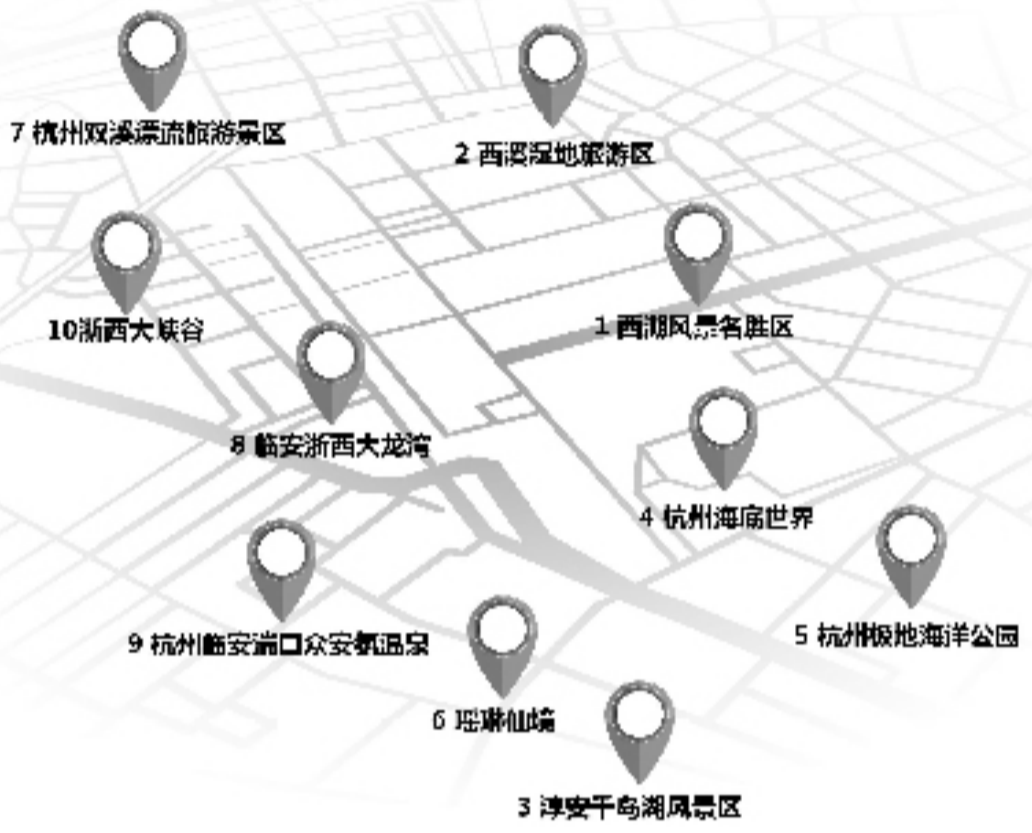 7 杭州双溪漂流旅游景区
2 西溪湿地旅游区
10浙西大峡谷
1 西湖风景名胜区
8 临安浙西大龙湾
4 杭州海底世界
9 杭州临安湍口众安氡温泉
5 杭州极地海洋公园
6 瑶琳仙境
3 淳安千岛湖风景区